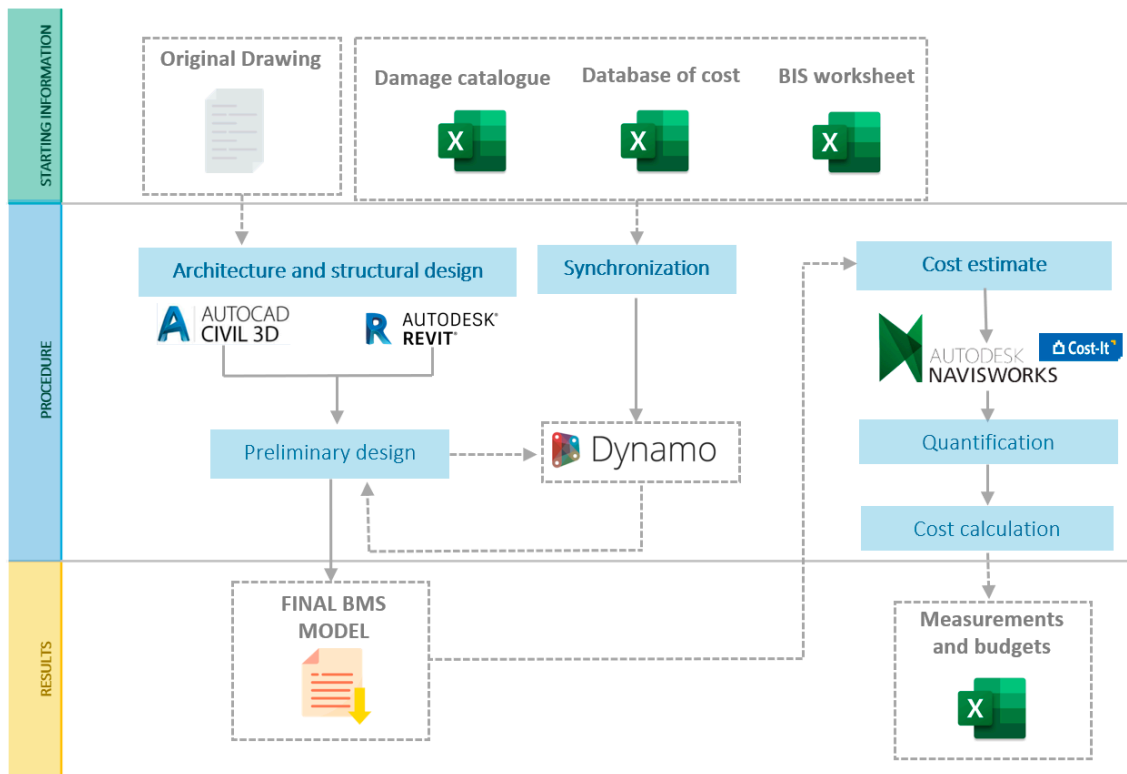 STARTING INFORMATION
Original Drawing
Damage catalogue
Database of cost
BIS worksheet
X
X
X
PROCEDURE
Architecture and structural design
Synchronization
Cost estimate
AUTOCAD
CIVIL 3D
AUTODESK®
REVIT®
AUTODESK
NAVISWORKS
Cost-It
Preliminary design
Dynamo
Quantification
Cost calculation
RESULTS
FINAL BMS
MODEL
Measurements
and budgets
X